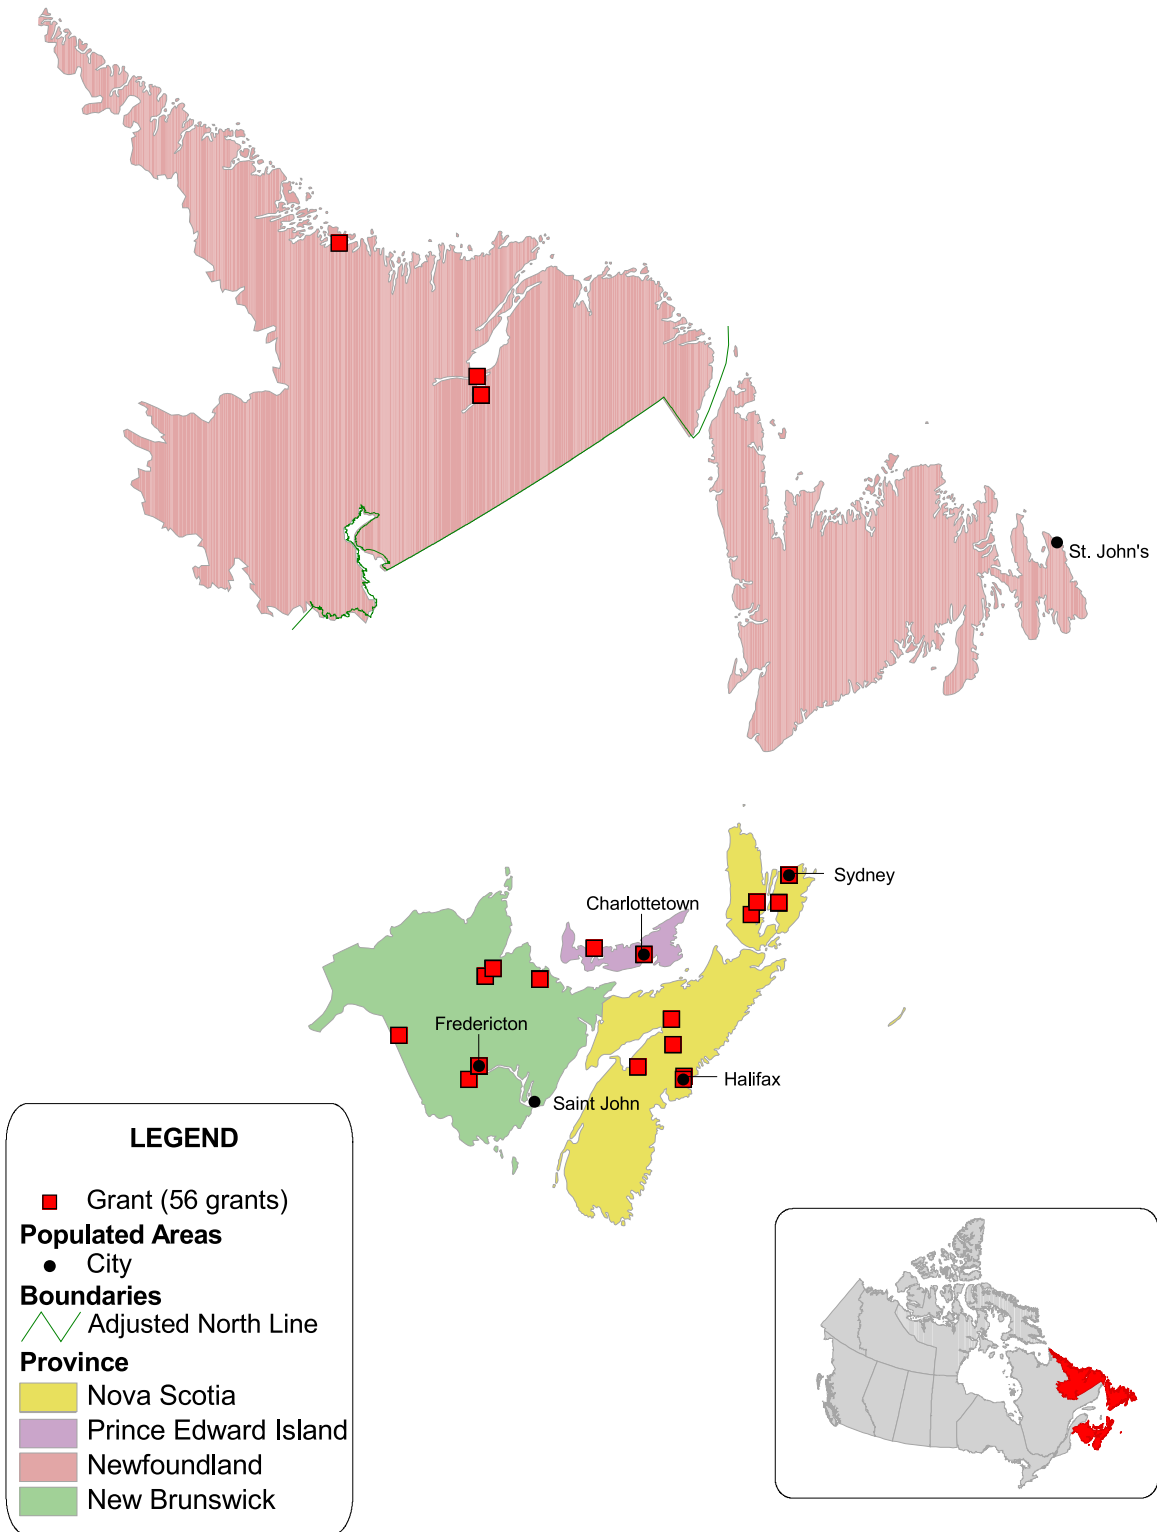 St. John's
Sydney
Charlottetown
Fredericton
Halifax
Saint John
LEGEND
Grant (56 grants)
Populated Areas
City
Boundaries
Adjusted North Line
Province
Nova Scotia
Prince Edward Island
Newfoundland
New Brunswick